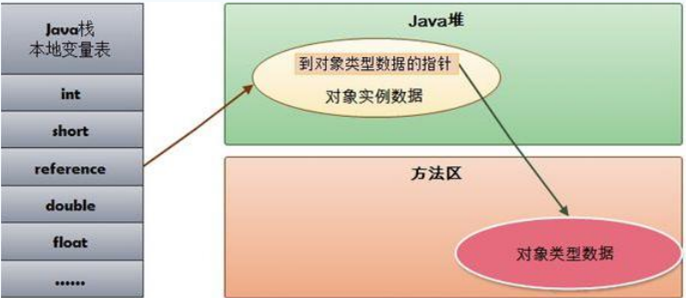 Java栈
本地变量表
int
short
reference
double
float
......
Java堆
到对象类型数据的指针
对象实例数据
方法区
对象类型数据